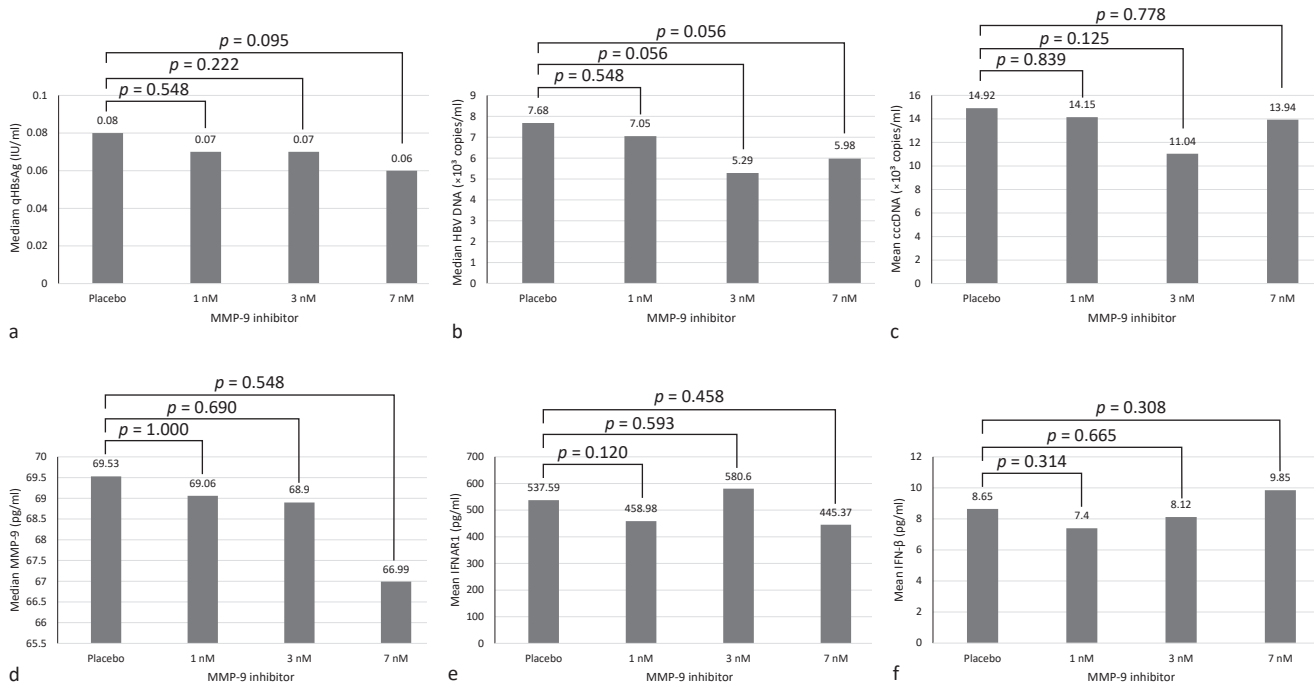 p = 0.095
p = 0.222
p = 0.548
0.1
0.08
0.06
0.04
0.02
0
0.08
0.07
0.07
0.06
Mediam qHBsAg (IU/ml)
Placebo 1 nM 3 nM 7 nM
MMP-9 inhibitor
a
p = 0.056
p = 0.056
p = 0.548
9
8
7
6
5
4
3
2
1
0
7.68
7.05
5.29
5.98
Median HBV DNA (×10³ copies/ml)
Placebo 1 nM 3 nM 7 nM
MMP-9 inhibitor
b
p = 0.778
p = 0.125
p = 0.839
16
14
12
10
8
6
4
2
0
14.92
14.15
11.04
13.94
Mean cccDNA (×10³ copies/ml)
Placebo 1 nM 3 nM 7 nM
MMP-9 inhibitor
c
p = 0.548
p = 0.690
p = 1.000
70
69.5
69
68.5
68
67.5
67
66.5
66
65.5
69.53
69.06
68.9
66.99
Median MMP-9 (pg/ml)
Placebo 1 nM 3 nM 7 nM
MMP-9 inhibitor
d
p = 0.458
p = 0.593
p = 0.120
700
600
500
400
300
200
100
0
537.59
458.98
580.6
445.37
Mean IFNAR1 (pg/ml)
Placebo 1 nM 3 nM 7 nM
MMP-9 inhibitor
e
p = 0.308
p = 0.665
p = 0.314
12
10
8
6
4
2
0
8.65
7.4
8.12
9.85
Mean IFN-β (pg/ml)
Placebo 1 nM 3 nM 7 nM
MMP-9 inhibitor
f